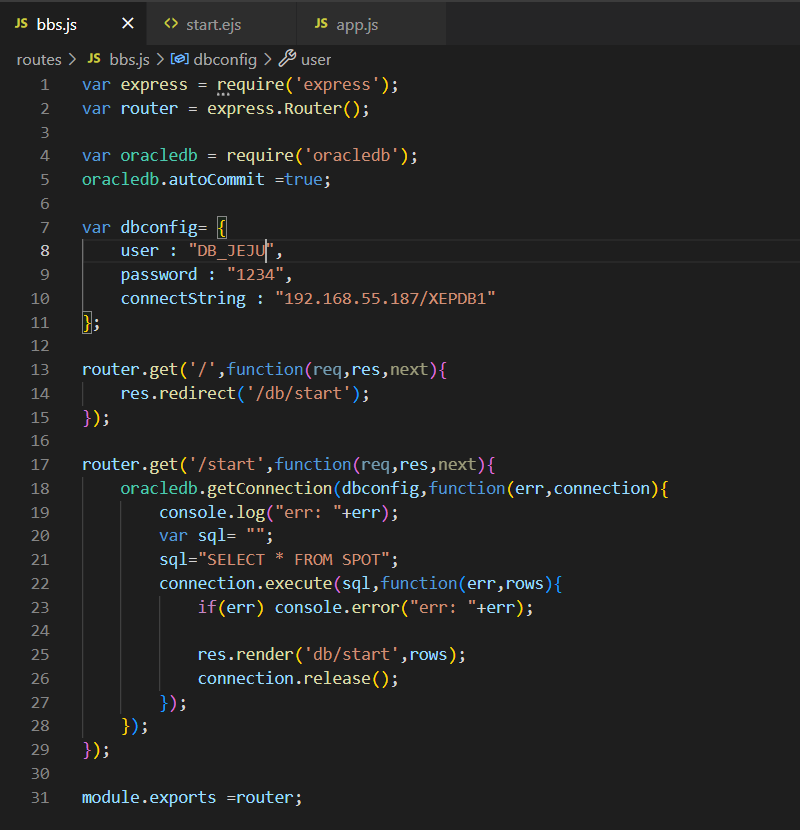 JS bbs.js × <> start.ejs JS app.js
routes > JS bbs.js > dbconfig > user
1 var express = require('express');
2 var router = express.Router();
3
4 var oracledb = require('oracledb');
5 oracledb.autoCommit =true;
6
7 var dbconfig= {
8 user : "DB_JEJU",
9 password : "1234",
10 connectString : "192.168.55.187/XEPDB1"
11 };
12
13 router.get('/',function(req,res,next){
14 res.redirect('/db/start');
15 });
16
17 router.get('/start',function(req,res,next){
18 oracledb.getConnection(dbconfig,function(err,connection){
19 console.log("err: "+err);
20 var sql= "";
21 sql="SELECT * FROM SPOT";
22 connection.execute(sql,function(err,rows){
23 if(err) console.error("err: "+err);
24
25 res.render('db/start',rows);
26 connection.release();
27 });
28 });
29 });
30
31 module.exports =router;